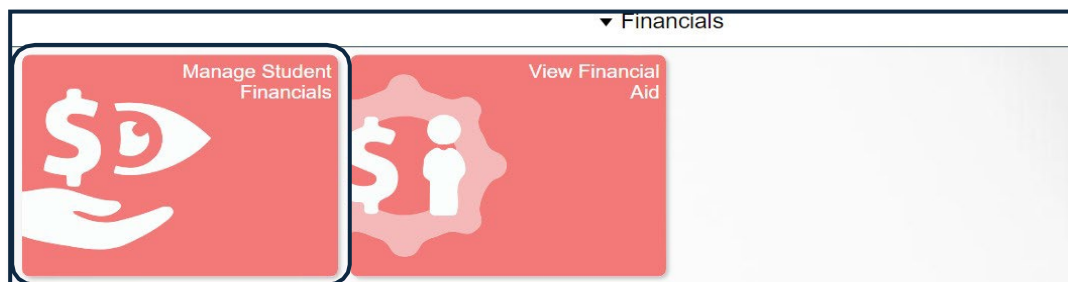 Financials
Manage Student
Financials
View Financial
Aid